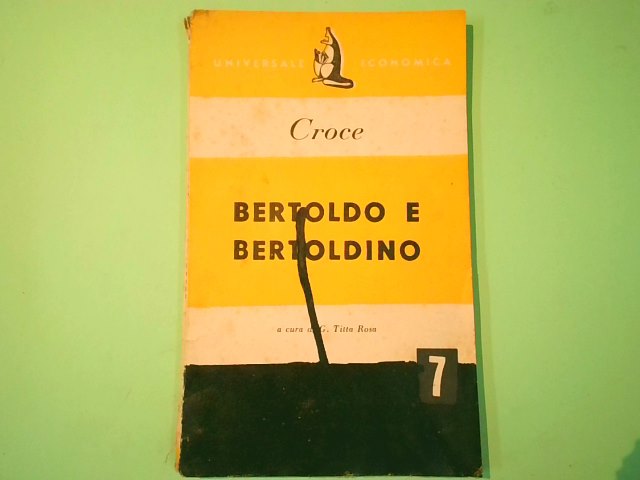 UNIVERSALE ECONOMICA
Croce
BERTOLDO E
BERTOLDINO
a cura di G. Titta Rosa
7